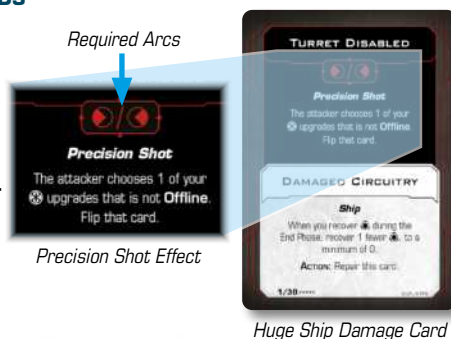 Required Arcs
Precision Shot
The attacker chooses 1 of your
upgrades that is not Offline.
Flip that card.
Precision Shot Effect
TURRET DISABLED
Precision Shot
The attacker chooses 1 of your
upgrades that is not Offline.
Flip that card.
DAMAGED CIRCUITRY
Ship
When you recover during the
End Phase, recover 1 fewer , to a
minimum of 0.
Action: Repair this card.
1/30
Huge Ship Damage Card